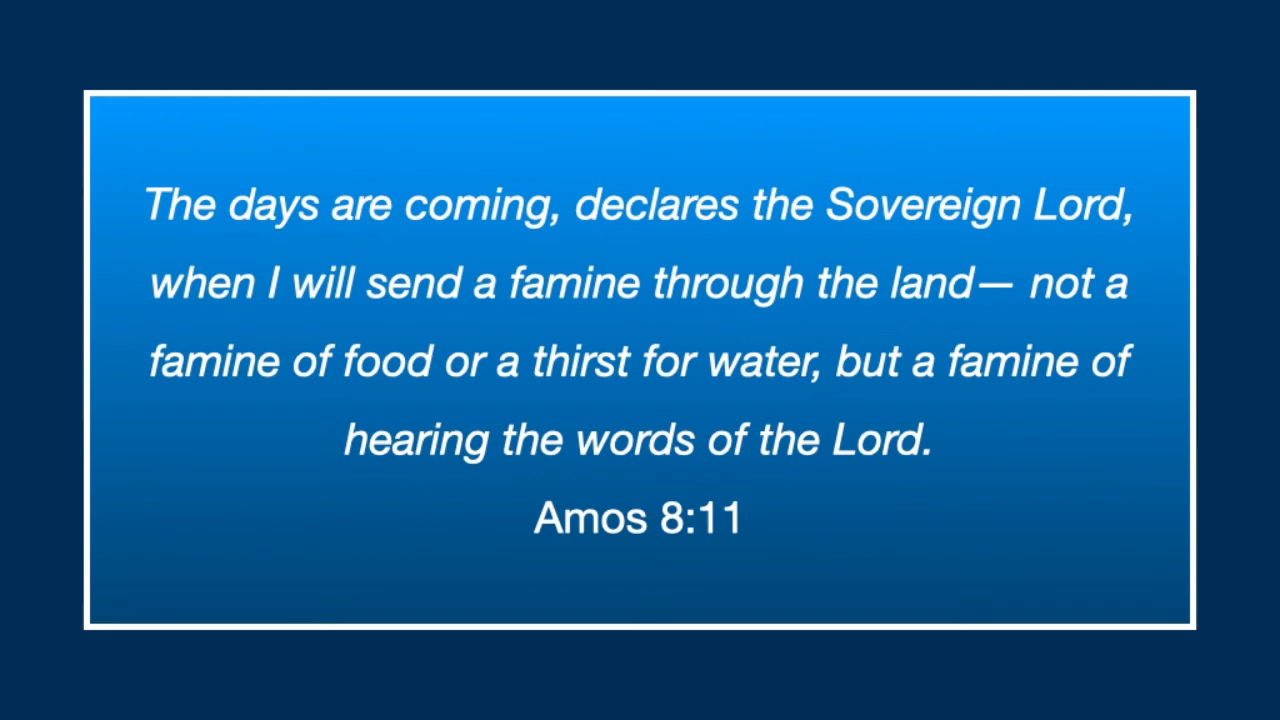 The days are coming, declares the Sovereign Lord,
when I will send a famine through the land— not a
famine of food or a thirst for water, but a famine of
hearing the words of the Lord.
Amos 8:11